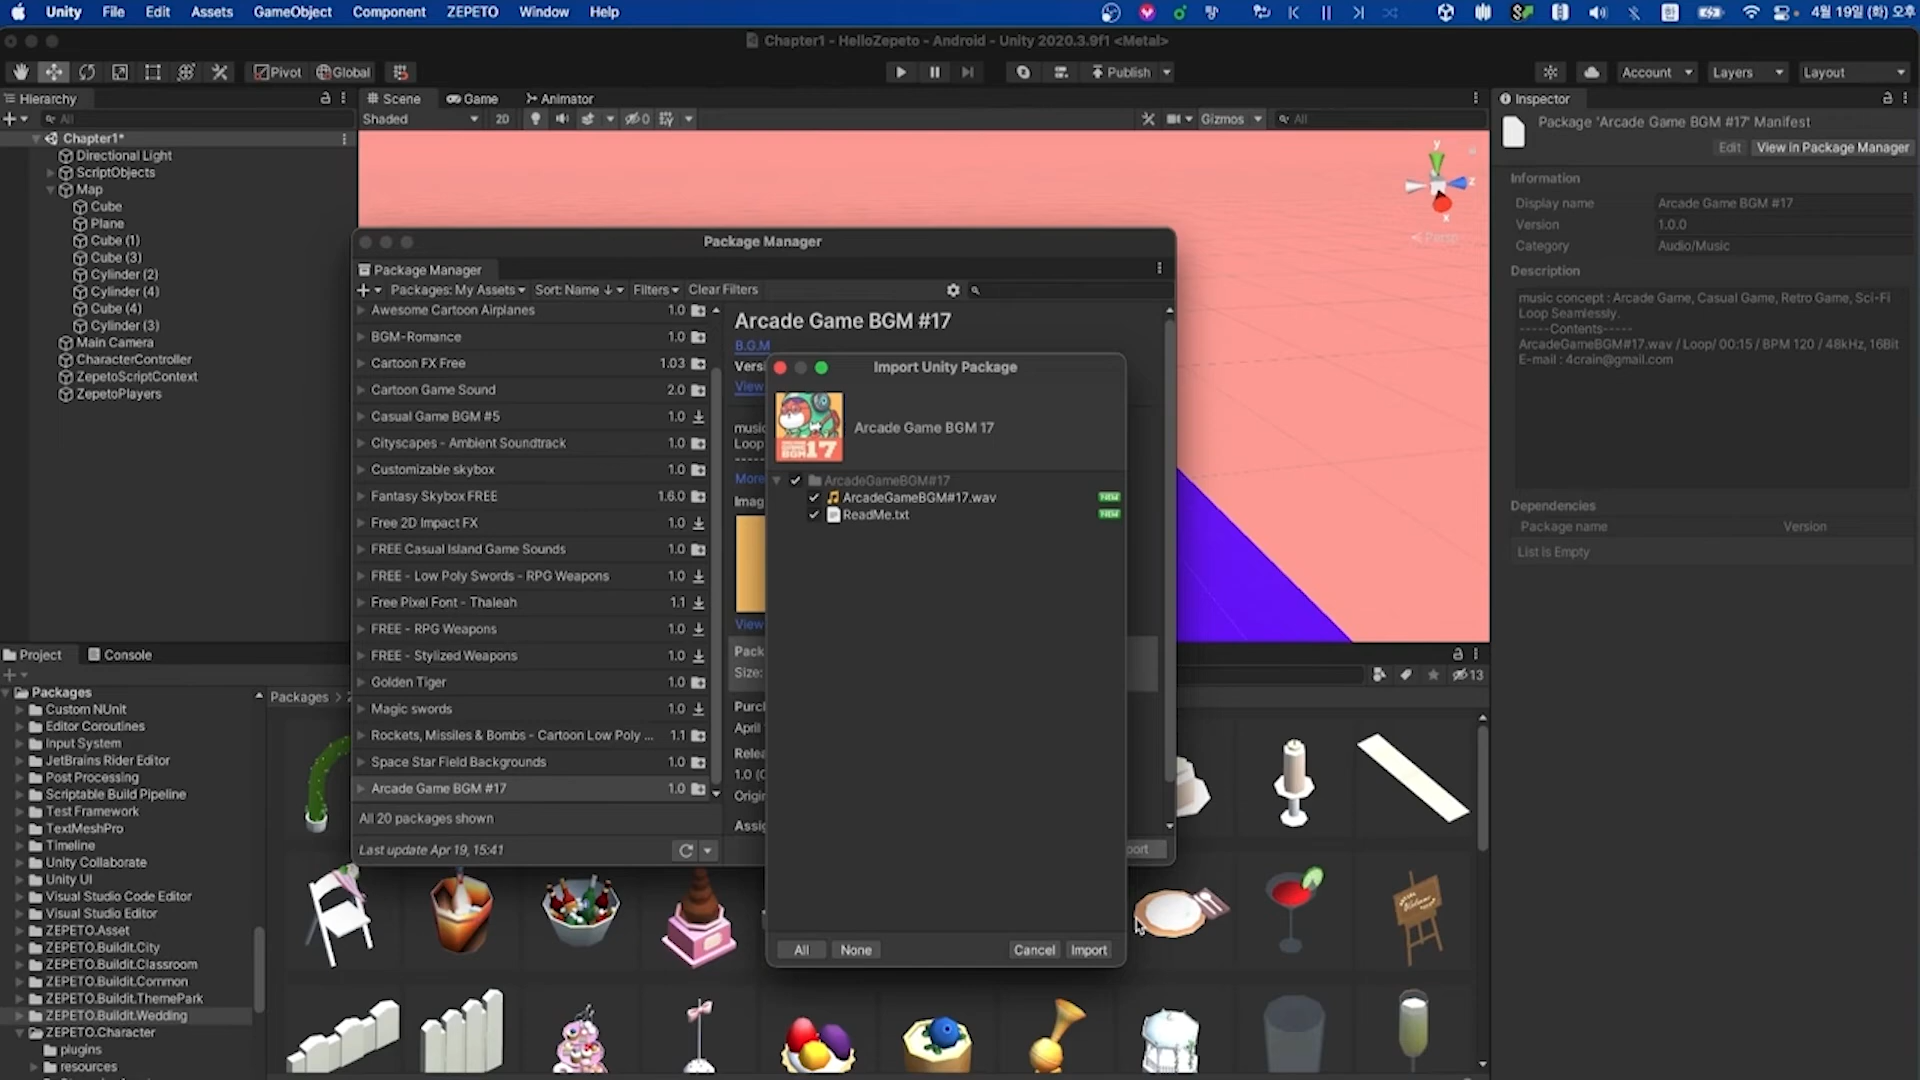 Unity File Edit Assets GameObject Component ZEPETO Window Help
4월 19일 (화) 오후
Chapter1 - HelloZepeto - Android - Unity 2020.3.9f1 <Metal>
Pivot Global Publish Account Layers Layout
Hierarchy
All
Chapter1*
Directional Light
ScriptObjects
Map
Cube
Plane
Cube (1)
Cube (3)
Cylinder (2)
Cylinder (4)
Cube (4)
Cylinder (3)
Main Camera
CharacterController
ZepetoScriptContext
ZepetoPlayers
Scene Game Animator
Shaded 2D 0 Gizmos All
y
z
x
Persp
Package Manager
Package Manager
Packages: My Assets Sort: Name ↓ Filters Clear Filters
Awesome Cartoon Airplanes 1.0
BGM-Romance 1.0
Cartoon FX Free 1.03
Cartoon Game Sound 2.0
Casual Game BGM #5 1.0
Cityscapes - Ambient Soundtrack 1.0
Customizable skybox 1.0
Fantasy Skybox FREE 1.6.0
Free 2D Impact FX 1.0
FREE Casual Island Game Sounds 1.0
FREE - Low Poly Swords - RPG Weapons 1.0
Free Pixel Font - Thaleah 1.1
FREE - RPG Weapons 1.0
FREE - Stylized Weapons 1.0
Golden Tiger 1.0
Magic swords 1.0
Rockets, Missiles & Bombs - Cartoon Low Poly ... 1.1
Space Star Field Backgrounds 1.0
Arcade Game BGM #17 1.0
All 20 packages shown
Last update Apr 19, 15:41
Arcade Game BGM #17
B.G.M
Versi
View
music
Loop
More
Imag
View
Pack
Size:
Purc
April
Relea
1.0 (
Origin
Assig
port
Import Unity Package
BGM 17
Arcade Game BGM 17
ArcadeGameBGM#17
ArcadeGameBGM#17.wav NEW
ReadMe.txt NEW
All None Cancel Import
Inspector
Package 'Arcade Game BGM #17' Manifest
Edit View in Package Manager
Information
Display name Arcade Game BGM #17
Version 1.0.0
Category Audio/Music
Description
music concept : Arcade Game, Casual Game, Retro Game, Sci-Fi
Loop Seamlessly.
-----Contents-----
ArcadeGameBGM#17.wav / Loop/ 00:15 / BPM 120 / 48kHz, 16Bit
E-mail : 4crain@gmail.com
Dependencies
Package name Version
List is Empty
Project Console
13
Packages
Custom NUnit
Editor Coroutines
Input System
JetBrains Rider Editor
Post Processing
Scriptable Build Pipeline
Test Framework
TextMeshPro
Timeline
Unity Collaborate
Unity UI
Visual Studio Code Editor
Visual Studio Editor
ZEPETO.Asset
ZEPETO.Buildit.City
ZEPETO.Buildit.Classroom
ZEPETO.Buildit.Common
ZEPETO.Buildit.ThemePark
ZEPETO.Buildit.Wedding
ZEPETO.Character
plugins
resources
Packages >
Welcome